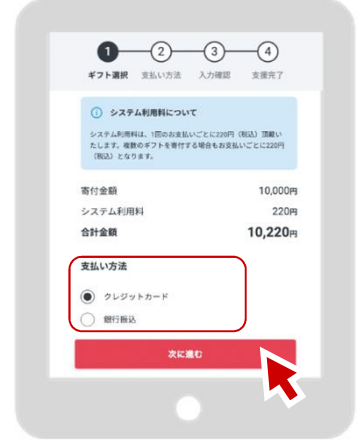 1 2 3 4
ギフト選択 支払い方法 入力確認 支援完了
システム利用料について
システム利用料は、1回のお支払いごとに220円（税込）頂戴い
たします。複数のギフトを寄付する場合もお支払いごとに220円
（税込）となります。
寄付金額 10,000円
システム利用料 220円
合計金額 10,220円
支払い方法
クレジットカード
銀行振込
次に進む